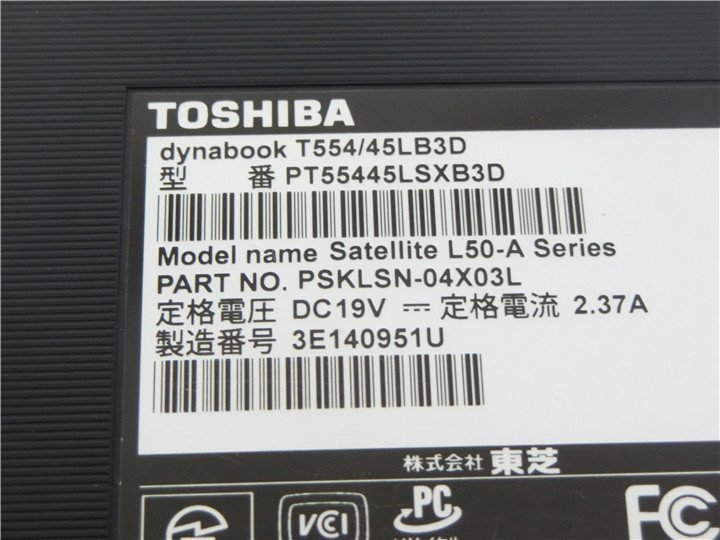 TOSHIBA
dynabook T554/45LB3D
型 番 PT55445LSXB3D
Model name Satellite L50-A Series
PART NO. PSKLSN-04X03L
定格電圧 DC19V ⎓ 定格電流 2.37A
製造番号 3E140951U
株式会社 東芝
VCCI
PC
FC